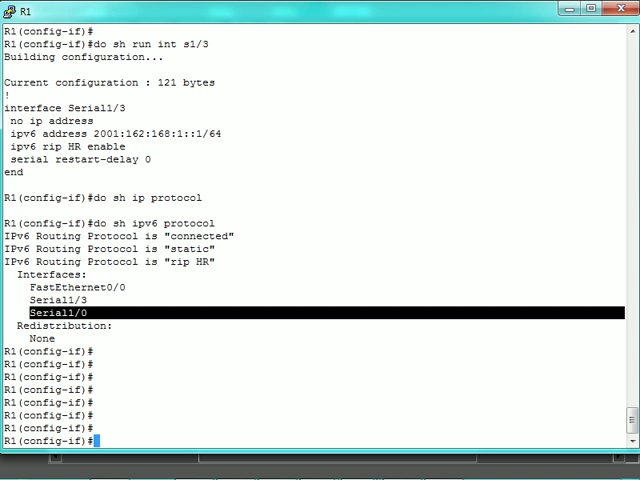 R1
R1(config-if)#
R1(config-if)#do sh run int s1/3
Building configuration...
Current configuration : 121 bytes
!
interface Serial1/3
no ip address
ipv6 address 2001:162:168:1::1/64
ipv6 rip HR enable
serial restart-delay 0
end
R1(config-if)#do sh ip protocol
R1(config-if)#do sh ipv6 protocol
IPv6 Routing Protocol is "connected"
IPv6 Routing Protocol is "static"
IPv6 Routing Protocol is "rip HR"
Interfaces:
FastEthernet0/0
Serial1/3
Serial1/0
Redistribution:
None
R1(config-if)#
R1(config-if)#
R1(config-if)#
R1(config-if)#
R1(config-if)#
R1(config-if)#
R1(config-if)#
R1(config-if)#